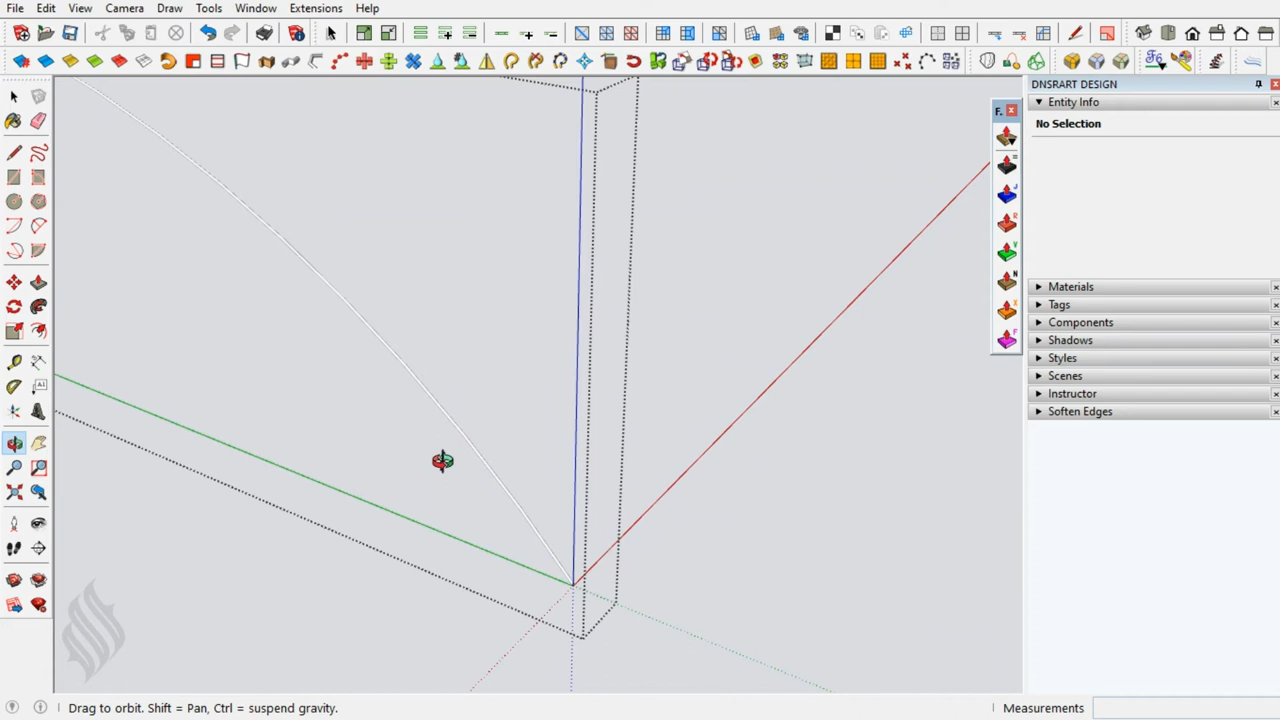 File Edit Camera Draw Tools Window Extensions Help
DNSRART DESIGN
Entity Info
No Selection
F.
J
R
V
N
X
F
A1
Materials
Tags
Components
Shadows
Styles
Scenes
Instructor
Soften Edges
Drag to orbit. Shift = Pan, Ctrl = suspend gravity.
Measurements